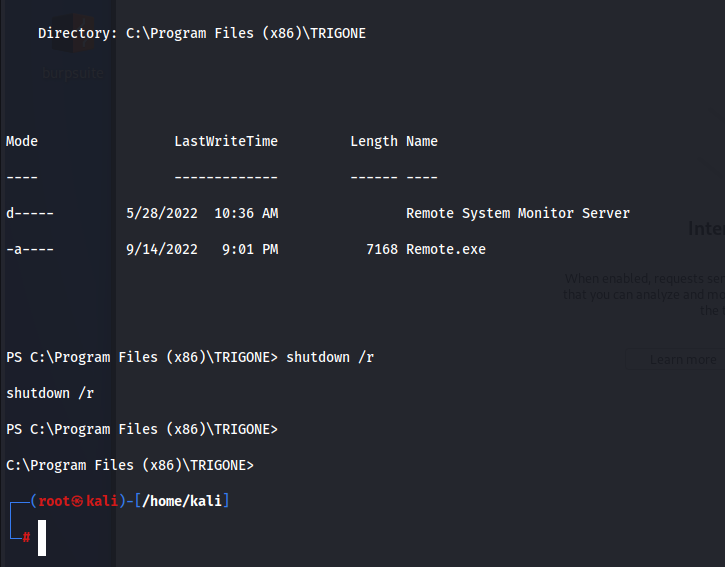 Directory: C:\Program Files (x86)\TRIGONE
burpsuite
Mode LastWriteTime Length Name
---- ------------- ------ ----
d----- 5/28/2022 10:36 AM Remote System Monitor Server
-a---- 9/14/2022 9:01 PM 7168 Remote.exe
Inte
When enabled, requests sen
that you can analyze and mo
the
Learn more
PS C:\Program Files (x86)\TRIGONE> shutdown /r
shutdown /r
PS C:\Program Files (x86)\TRIGONE>
C:\Program Files (x86)\TRIGONE>
(root㉿kali)-[/home/kali]
#